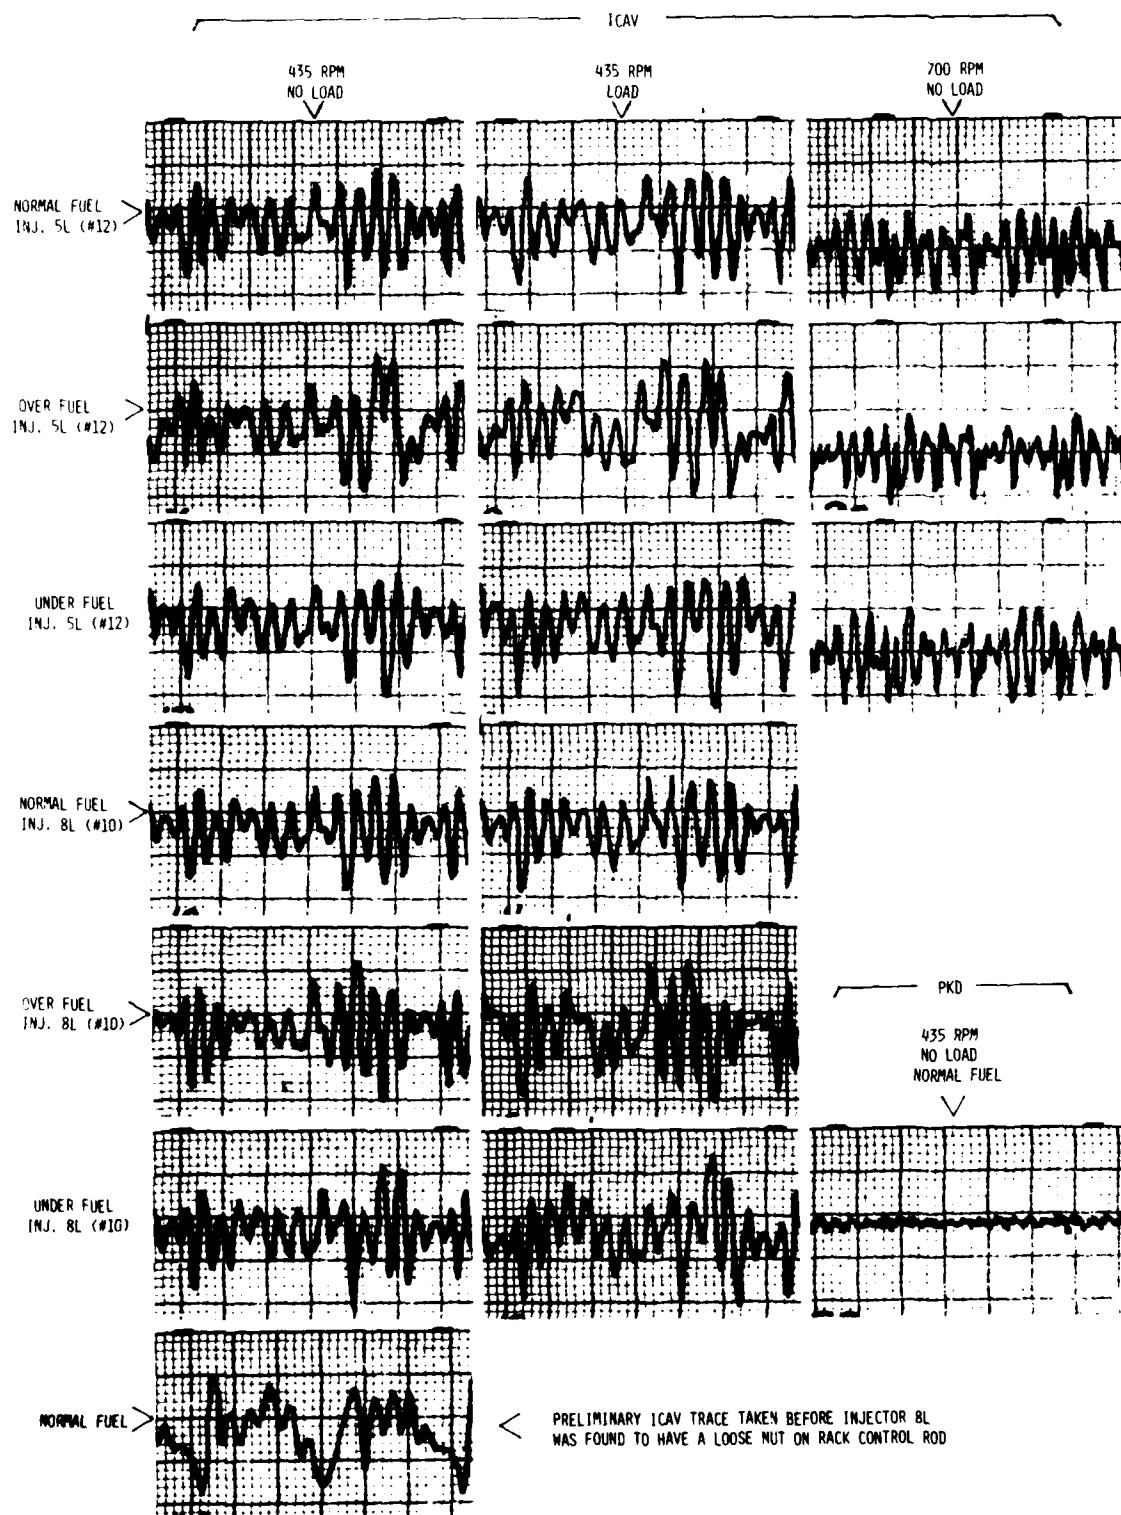 ICAV
435 RPM
NO LOAD
435 RPM
LOAD
700 RPM
NO LOAD
NORMAL FUEL
INJ. 5L (#12)
OVER FUEL
INJ. 5L (#12)
UNDER FUEL
INJ. 5L (#12)
NORMAL FUEL
INJ. 8L (#10)
OVER FUEL
INJ. 8L (#10)
PKD
435 RPM
NO LOAD
NORMAL FUEL
UNDER FUEL
INJ. 8L (#10)
NORMAL FUEL
PRELIMINARY ICAV TRACE TAKEN BEFORE INJECTOR 8L
WAS FOUND TO HAVE A LOOSE NUT ON RACK CONTROL ROD